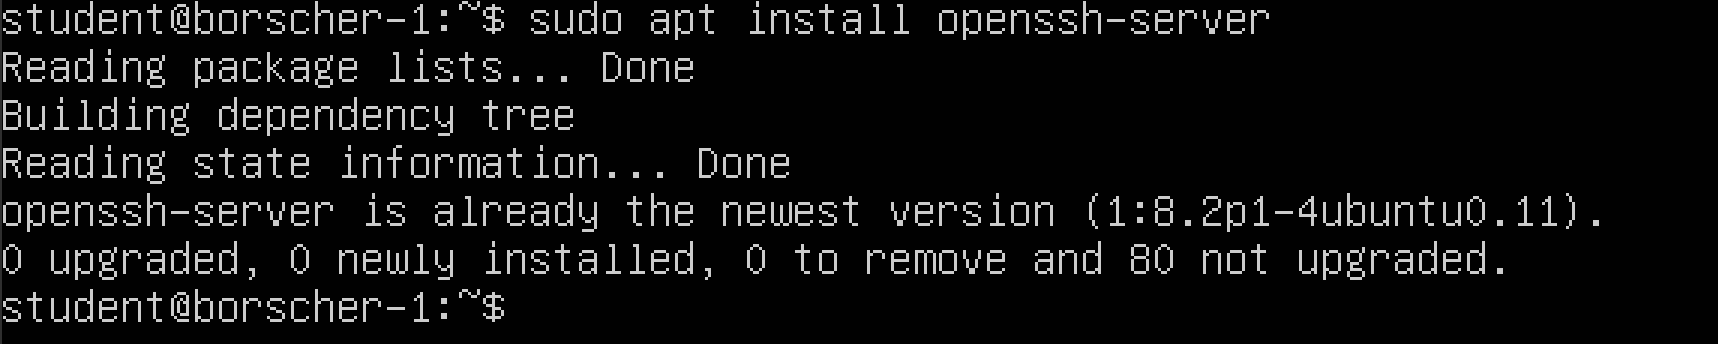 student@borscher-1:~$ sudo apt install openssh-server
Reading package lists... Done
Building dependency tree
Reading state information... Done
openssh-server is already the newest version (1:8.2p1-4ubuntu0.11).
0 upgraded, 0 newly installed, 0 to remove and 80 not upgraded.
student@borscher-1:~$